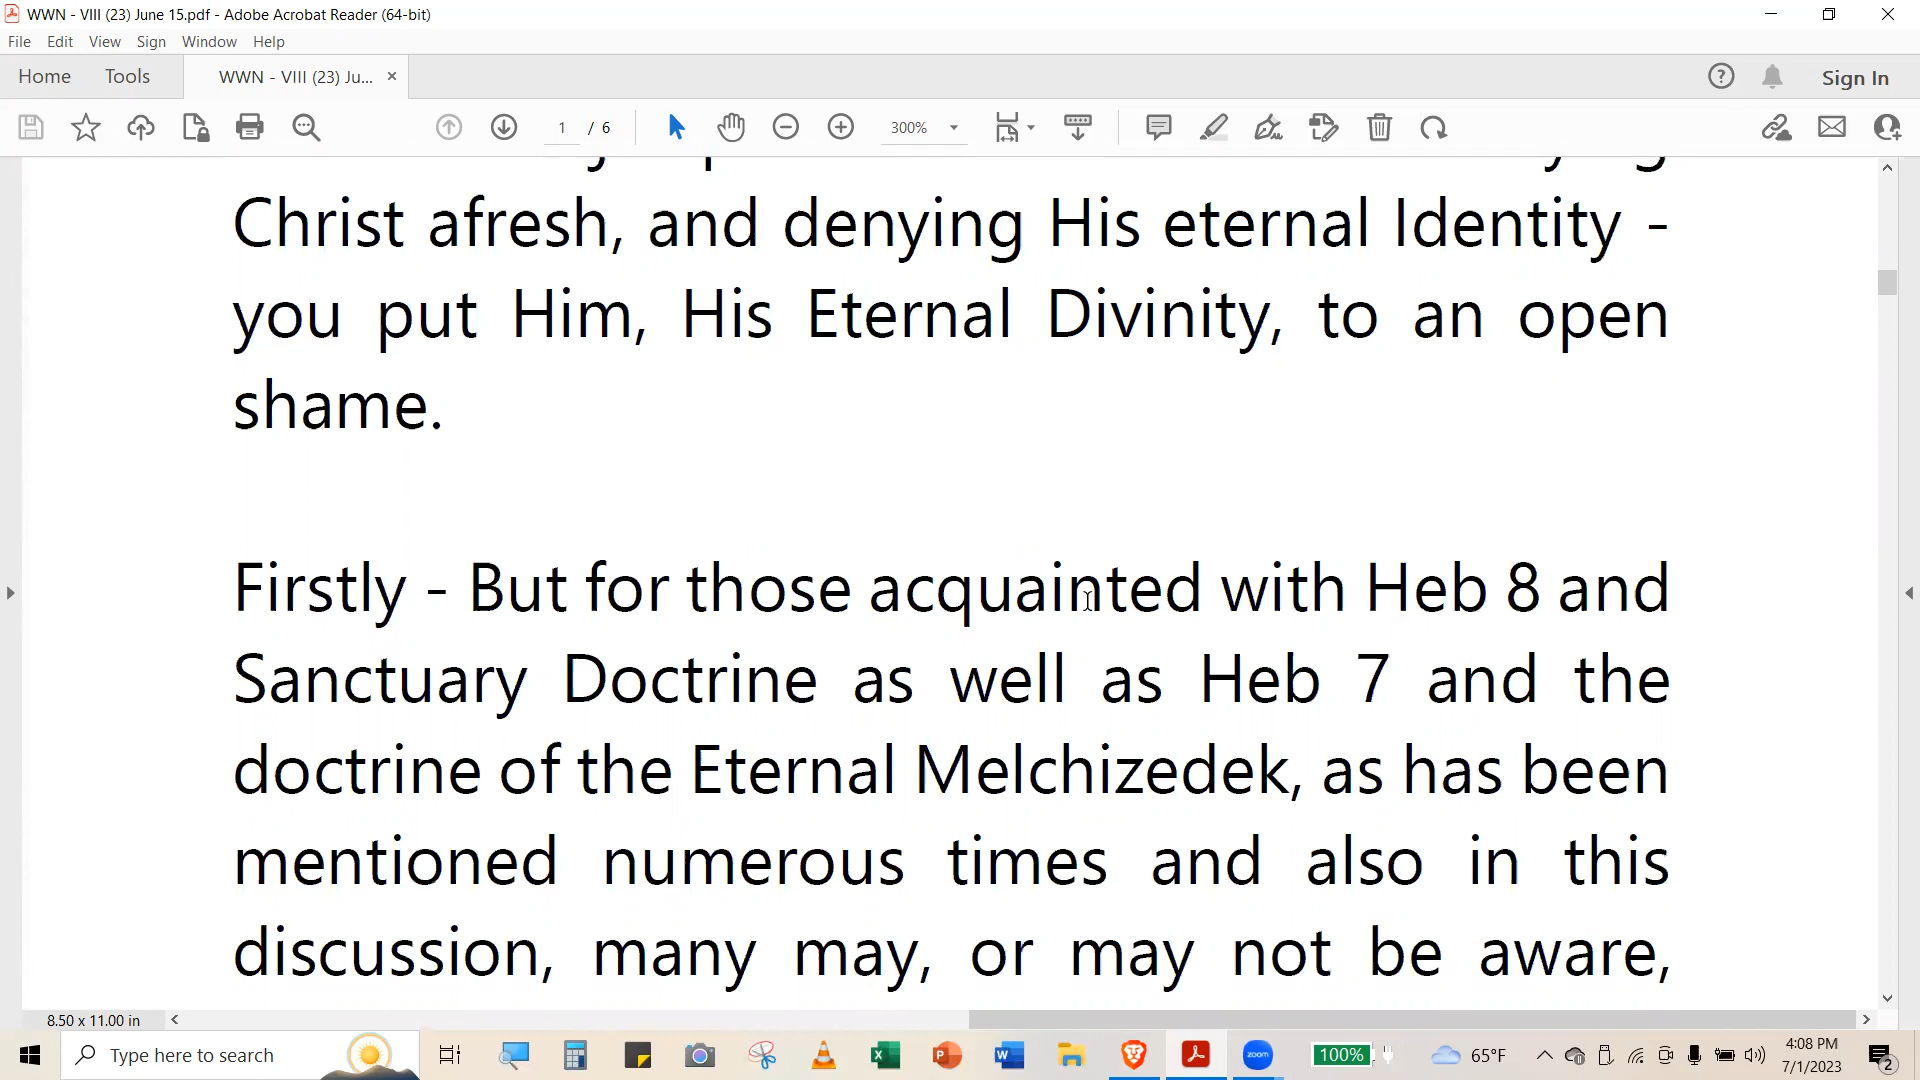 WWN - VIII (23) June 15.pdf - Adobe Acrobat Reader (64-bit)
File Edit View Sign Window Help
Home Tools WWN - VIII (23) Ju... × Sign In
1 / 6 300%
Christ afresh, and denying His eternal Identity -
you put Him, His Eternal Divinity, to an open
shame.
Firstly - But for those acquainted with Heb 8 and
Sanctuary Doctrine as well as Heb 7 and the
doctrine of the Eternal Melchizedek, as has been
mentioned numerous times and also in this
discussion, many may, or may not be aware,
8.50 x 11.00 in
Type here to search zoom 100% 65°F 4:08 PM
7/1/2023 2